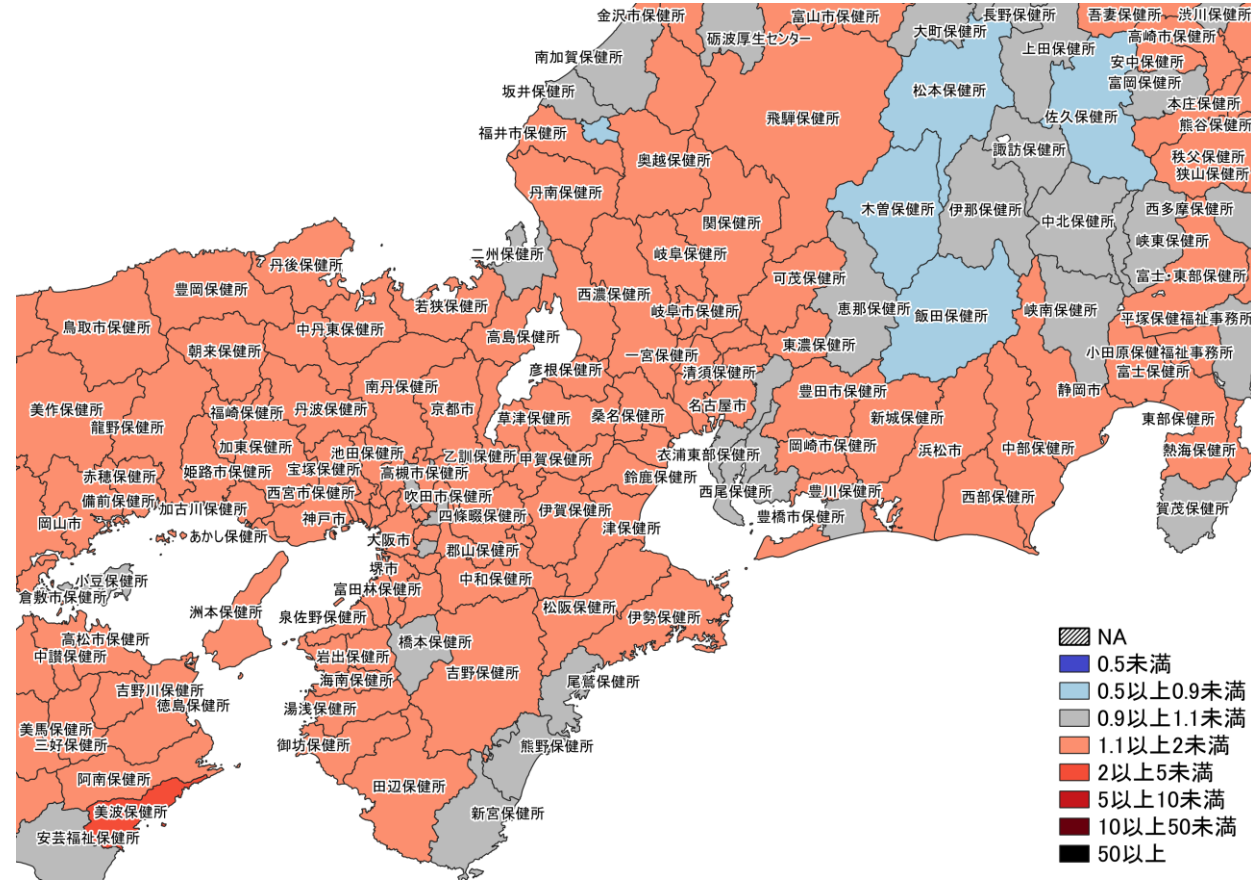 金沢市保健所
富山市保健所
長野保健所
吾妻保健所
渋川保健所
砺波厚生センター
大町保健所
高崎市保健所
南加賀保健所
上田保健所
安中保健所
坂井保健所
松本保健所
富岡保健所
本庄保健所
飛騨保健所
佐久保健所
熊谷保健所
福井市保健所
諏訪保健所
秩父保健所
奥越保健所
狭山保健所
丹南保健所
木曽保健所
伊那保健所
西多摩保健所
関保健所
中北保健所
峡東保健所
二州保健所
岐阜保健所
丹後保健所
可茂保健所
富士・東部保健所
豊岡保健所
西濃保健所
若狭保健所
恵那保健所
飯田保健所
峡南保健所
岐阜市保健所
平塚保健福祉事務所
鳥取市保健所
中丹東保健所
高島保健所
東濃保健所
朝来保健所
一宮保健所
小田原保健福祉事務所
彦根保健所
清須保健所
富士保健所
南丹保健所
豊田市保健所
静岡市
美作保健所
福崎保健所
丹波保健所
京都市
名古屋市
龍野保健所
草津保健所
桑名保健所
新城保健所
東部保健所
加東保健所
池田保健所
岡崎市保健所
中部保健所
乙訓保健所
甲賀保健所
衣浦東部保健所
浜松市
熱海保健所
赤穂保健所
姫路市保健所
宝塚保健所
高槻市保健所
鈴鹿保健所
西尾保健所
豊川保健所
西部保健所
備前保健所
西宮市保健所
吹田市保健所
加古川保健所
伊賀保健所
賀茂保健所
岡山市
神戸市
四條畷保健所
豊橋市保健所
あかし保健所
大阪市
津保健所
郡山保健所
堺市
小豆保健所
中和保健所
倉敷市保健所
富田林保健所
洲本保健所
松阪保健所
泉佐野保健所
伊勢保健所
高松市保健所
橋本保健所
中讃保健所
岩出保健所
吉野保健所
海南保健所
尾鷲保健所
吉野川保健所
徳島保健所
湯浅保健所
美馬保健所
三好保健所
御坊保健所
熊野保健所
阿南保健所
田辺保健所
美波保健所
新宮保健所
安芸福祉保健所
NA
0.5未満
0.5以上0.9未満
0.9以上1.1未満
1.1以上2未満
2以上5未満
5以上10未満
10以上50未満
50以上